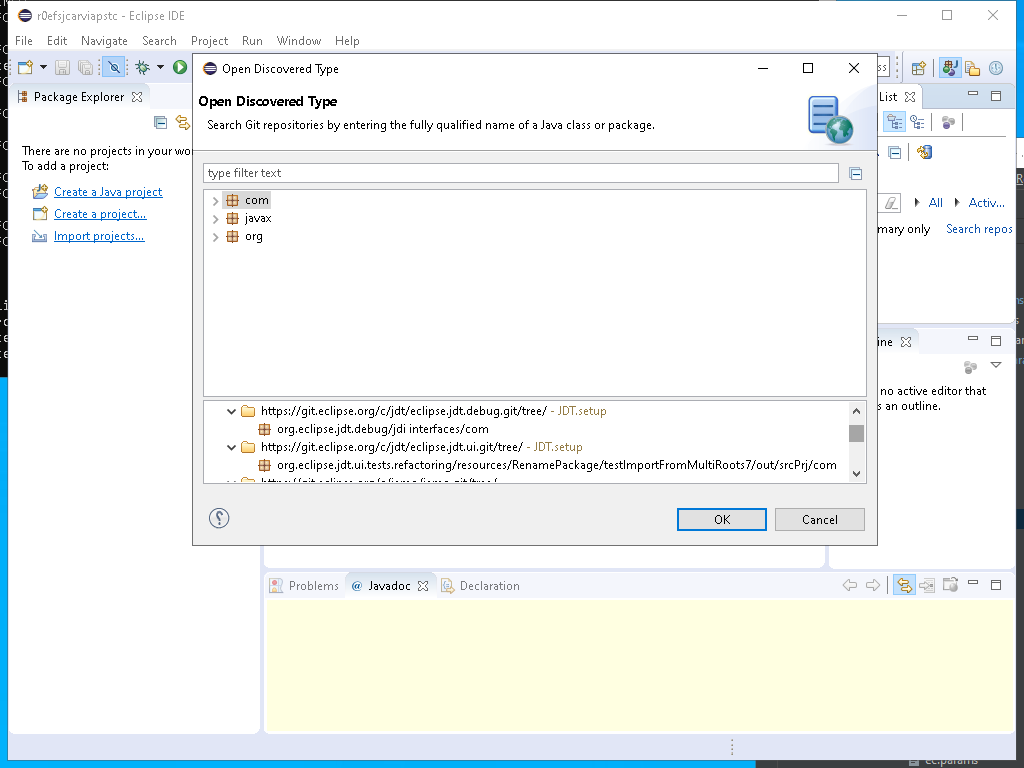 r0efsjcarviapstc - Eclipse IDE
File Edit Navigate Search Project Run Window Help
Package Explorer
There are no projects in your wo
To add a project:
Create a Java project
Create a project...
Import projects...
Open Discovered Type
Open Discovered Type
Search Git repositories by entering the fully qualified name of a Java class or package.
type filter text
com
javax
org
https://git.eclipse.org/c/jdt/eclipse.jdt.debug.git/tree/ - JDT.setup
org.eclipse.jdt.debug/jdi interfaces/com
https://git.eclipse.org/c/jdt/eclipse.jdt.ui.git/tree/ - JDT.setup
org.eclipse.jdt.ui.tests.refactoring/resources/RenamePackage/testImportFromMultiRoots7/out/srcPrj/com
OK Cancel
ss
List
All Activ...
mary only Search repos
ine
no active editor that
s an outline.
Problems @ Javadoc Declaration
ec.params